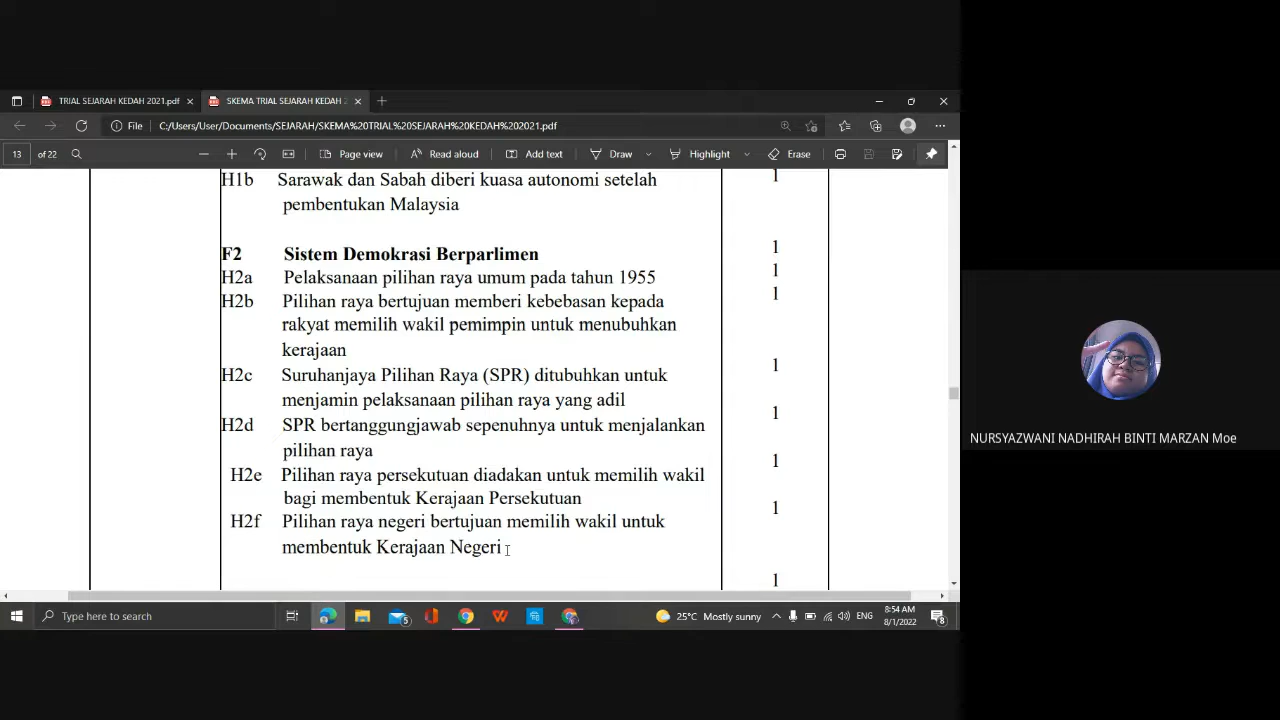 TRIAL SEJARAH KEDAH 2021.pdf
SKEMA TRIAL SEJARAH KEDAH 2
File C:/Users/User/Documents/SEJARAH/SKEMA%20TRIAL%20SEJARAH%20KEDAH%202021.pdf
13 of 22 Page view Read aloud Add text Draw Highlight Erase
H1b Sarawak dan Sabah diberi kuasa autonomi setelah 1
pembentukan Malaysia
F2 Sistem Demokrasi Berparlimen 1
H2a Pelaksanaan pilihan raya umum pada tahun 1955 1
H2b Pilihan raya bertujuan memberi kebebasan kepada 1
rakyat memilih wakil pemimpin untuk menubuhkan
kerajaan
H2c Suruhanjaya Pilihan Raya (SPR) ditubuhkan untuk 1
menjamin pelaksanaan pilihan raya yang adil
H2d SPR bertanggungjawab sepenuhnya untuk menjalankan 1
pilihan raya
H2e Pilihan raya persekutuan diadakan untuk memilih wakil 1
bagi membentuk Kerajaan Persekutuan
H2f Pilihan raya negeri bertujuan memilih wakil untuk 1
membentuk Kerajaan Negeri
1
NURSYAZWANI NADHIRAH BINTI MARZAN Moe
Type here to search
5
25°C Mostly sunny
ENG
8:54 AM
8/1/2022
8